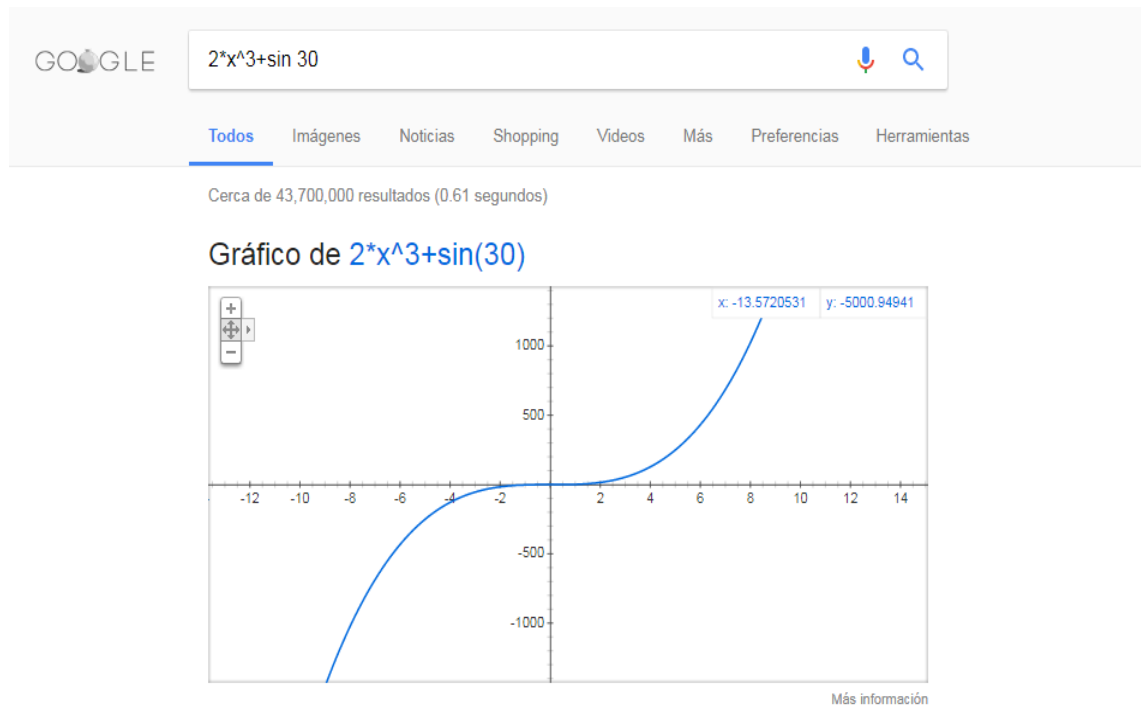 GOOGLE 2*x^3+sin 30
Todos Imágenes Noticias Shopping Videos Más Preferencias Herramientas
Cerca de 43,700,000 resultados (0.61 segundos)
Gráfico de 2*x^3+sin(30)
x: -13.5720531 y: -5000.94941
1000
500
-12 -10 -8 -6 -4 -2 2 4 6 8 10 12 14
-500
-1000
Más información